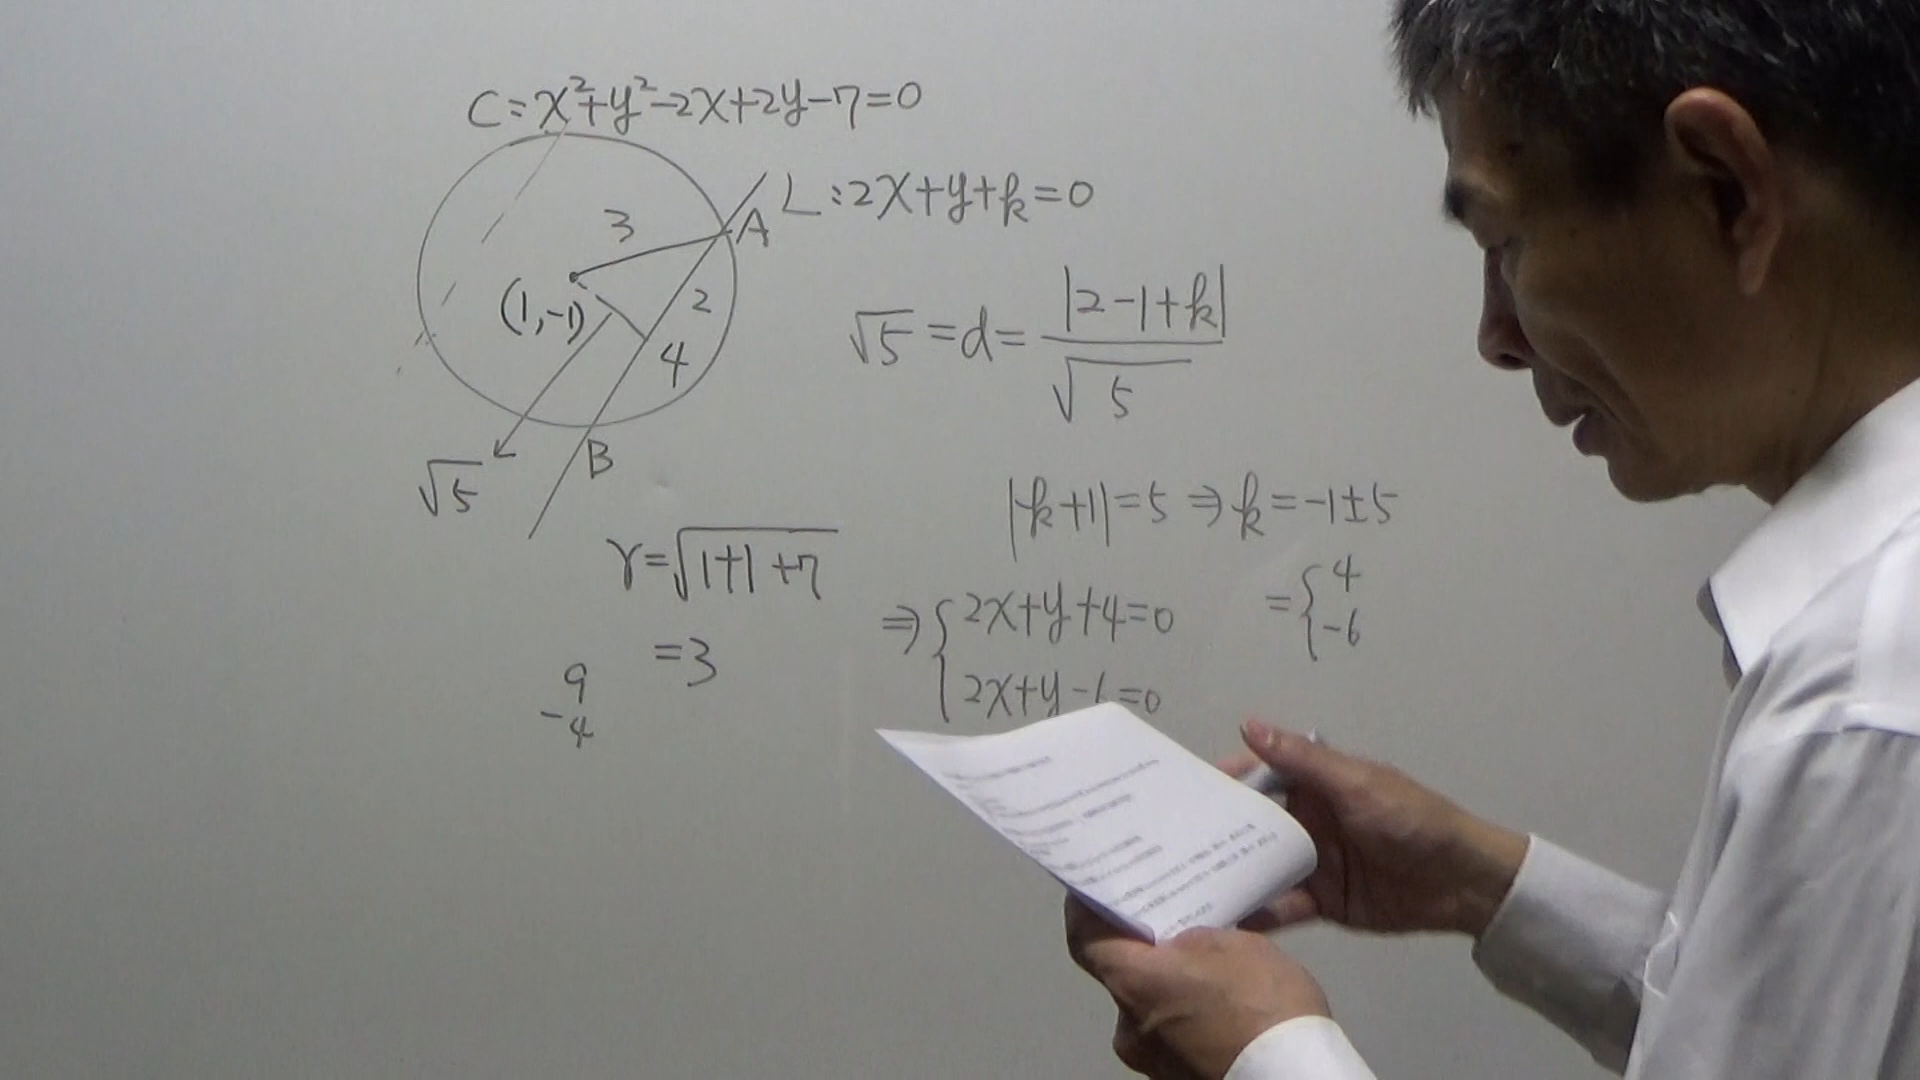 C=x²+y²-2x+2y-7=0
L:2x+y+k=0
A
3
(1,-1)
2
4
B
√5
√5=d=|2-1+k|/√5
|k+1|=5⇒k=-1±5
={4
-6
r=√1+1+7
=3
9
-4
⇒{2x+y+4=0
2x+y-6=0